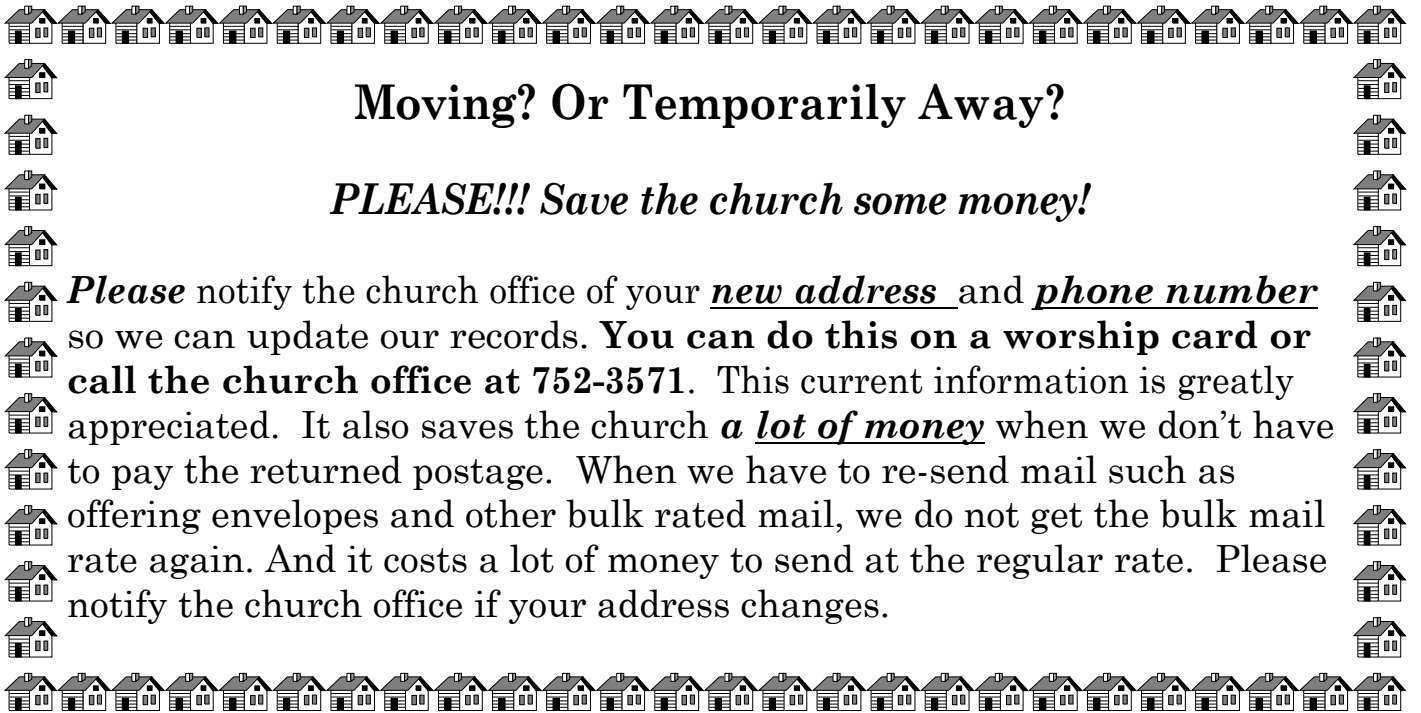 Moving? Or Temporarily Away?
PLEASE!!! Save the church some money!
Please notify the church office of your new address and phone number
so we can update our records. You can do this on a worship card or
call the church office at 752-3571.  This current information is greatly
appreciated.  It also saves the church a lot of money when we don’t have
to pay the returned postage.  When we have to re-send mail such as
offering envelopes and other bulk rated mail, we do not get the bulk mail
rate again. And it costs a lot of money to send at the regular rate.  Please
notify the church office if your address changes.